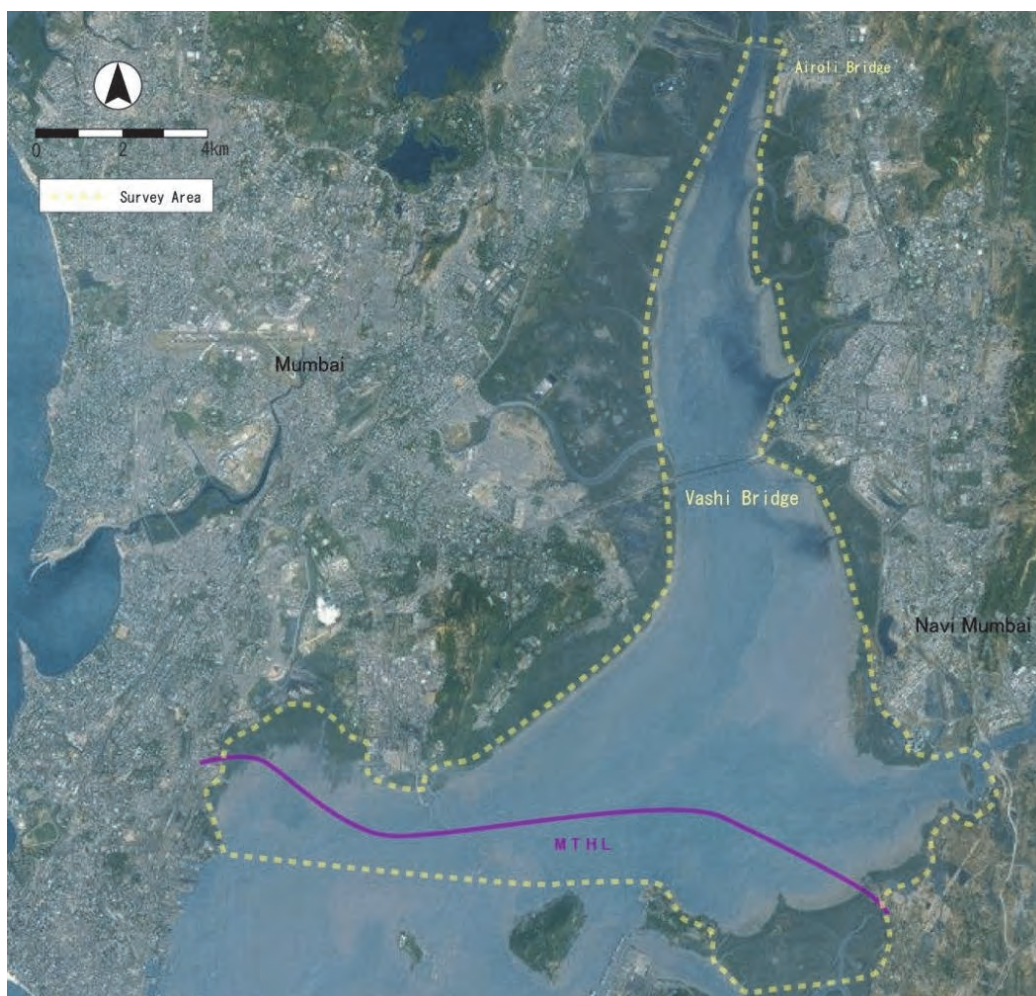 Airoli Bridge
0 2 4km
Survey Area
Mumbai
Vashi Bridge
Navi Mumbai
MTHL